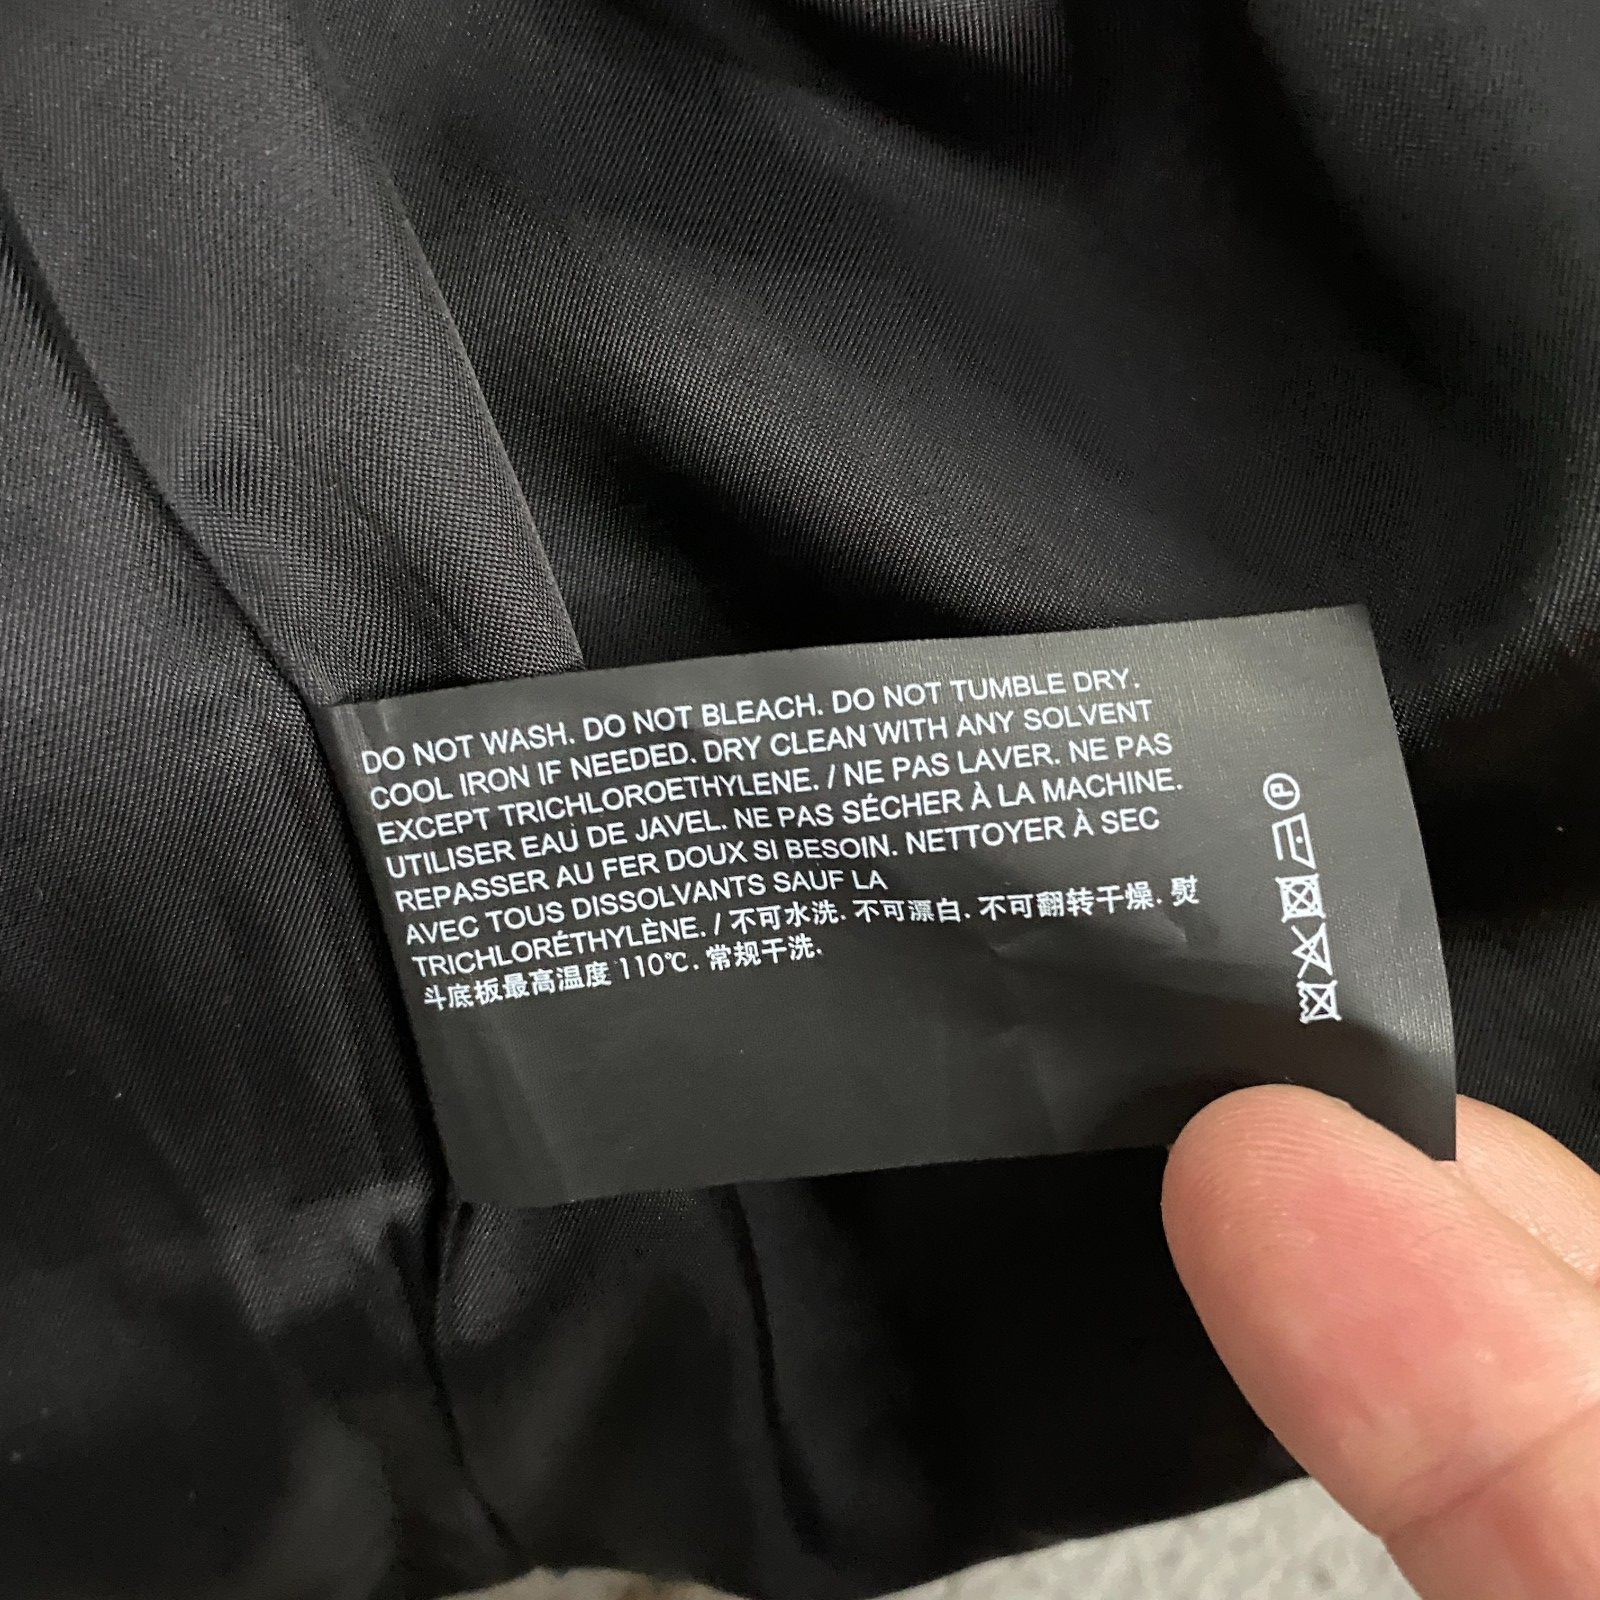 DO NOT WASH. DO NOT BLEACH. DO NOT TUMBLE DRY.
COOL IRON IF NEEDED. DRY CLEAN WITH ANY SOLVENT
EXCEPT TRICHLOROETHYLENE. / NE PAS LAVER. NE PAS
UTILISER EAU DE JAVEL. NE PAS SÉCHER À LA MACHINE.
REPASSER AU FER DOUX SI BESOIN. NETTOYER À SEC
AVEC TOUS DISSOLVANTS SAUF LA
TRICHLORÉTHYLÈNE. / 不可水洗. 不可漂白. 不可翻转干燥. 熨
斗底板最高温度 110℃. 常规干洗.
P